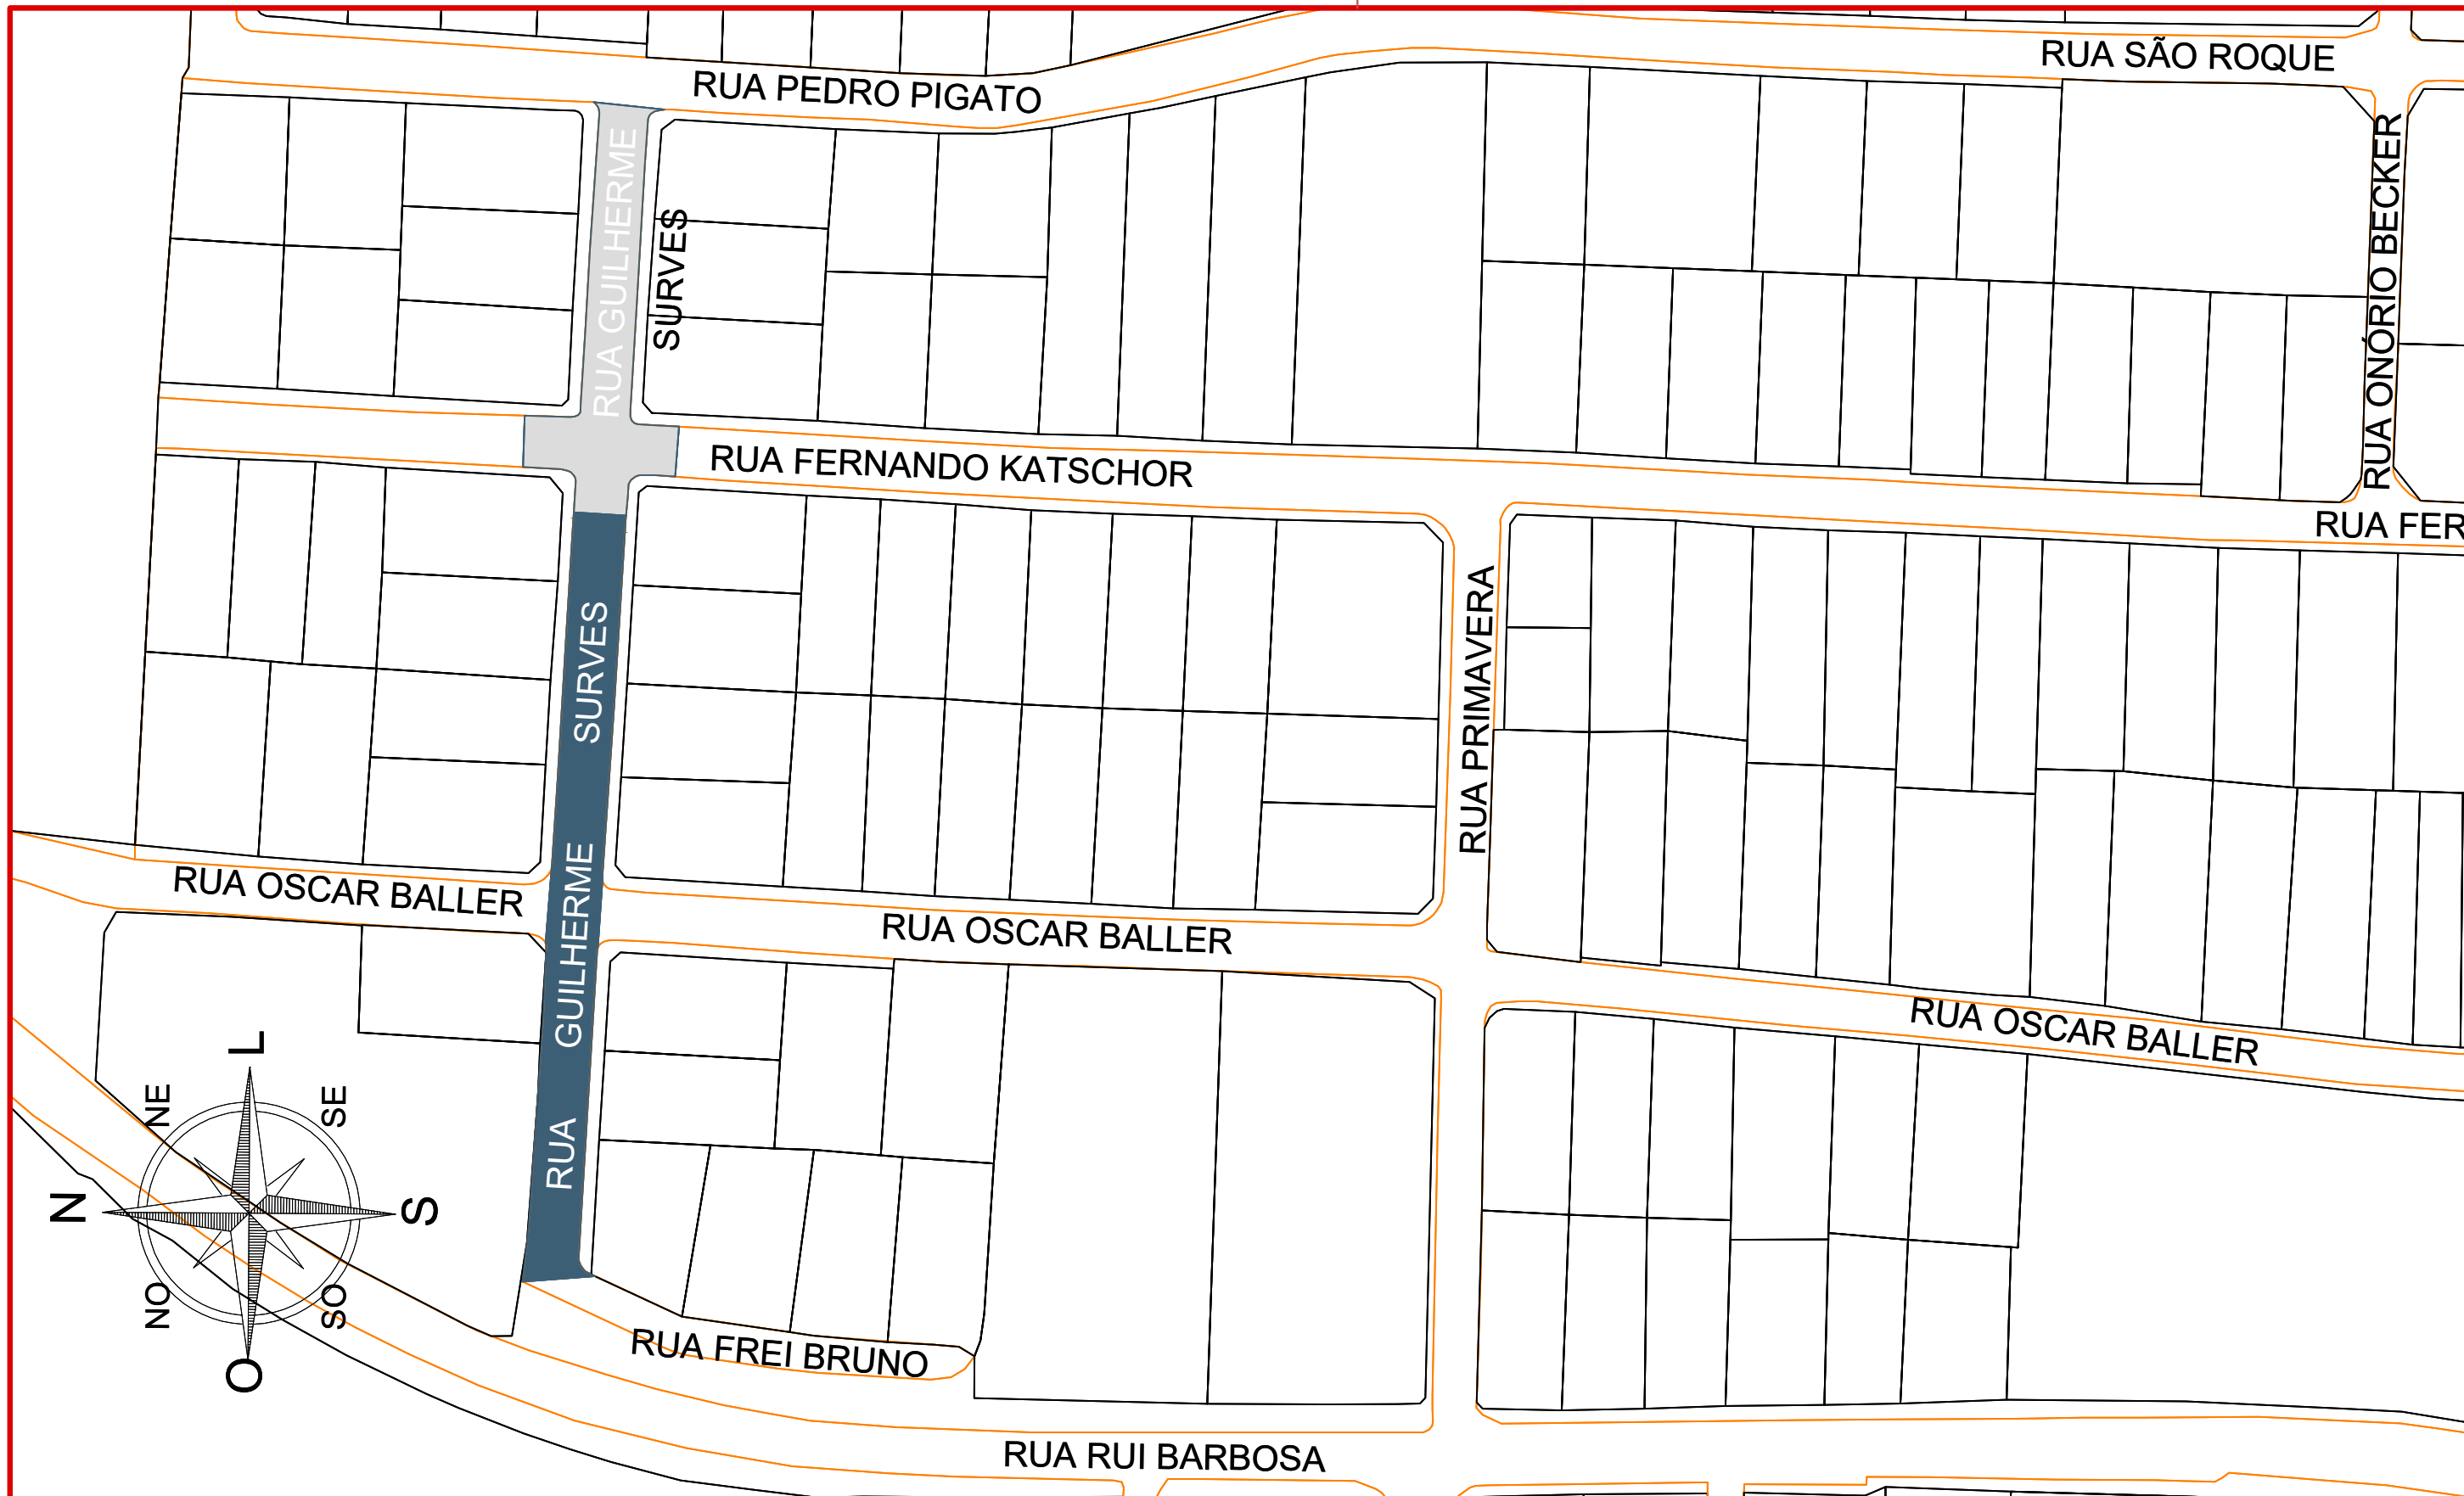 RUA SÃO ROQUE
RUA PEDRO PIGATO
RUA GUILHERME
SURVES
RUA ONÓRIO BECKER
RUA FERNANDO KATSCHOR
RUA FER
RUA PRIMAVERA
RUA GUILHERME SURVES
RUA OSCAR BALLER
RUA OSCAR BALLER
RUA OSCAR BALLER
L
NE
SE
N
S
NO
SO
O
RUA FREI BRUNO
RUA RUI BARBOSA